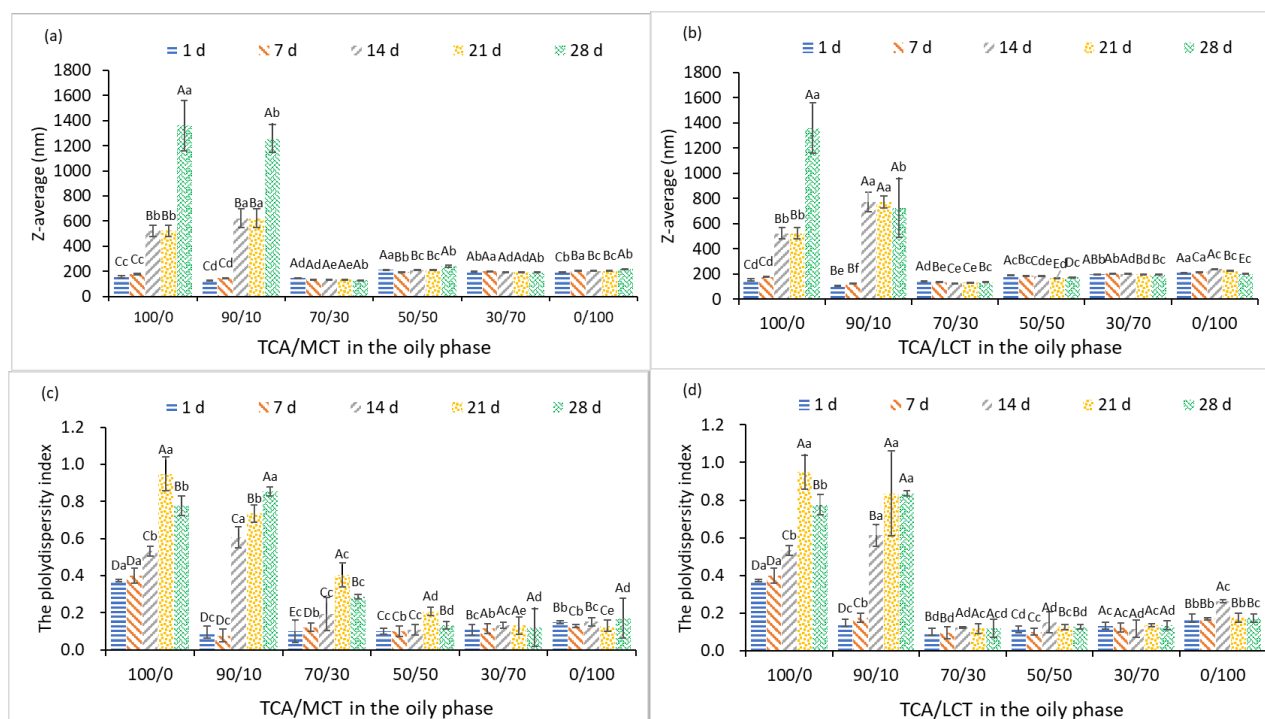 (a)
1 d 7 d 14 d 21 d 28 d
1800
1600
1400
1200
1000
800
600
400
200
0
Z-average (nm)
Cc Cc Bb Bb Aa
Cd Cd Ba Ba Ab
Ad Ad Ae Ae Ab
Aa Bb Bc Bc Ab
Ab Aa Ad Ad Ab
Cb Ba Bc Bc Ab
100/0 90/10 70/30 50/50 30/70 0/100
TCA/MCT in the oily phase
(b)
1 d 7 d 14 d 21 d 28 d
1800
1600
1400
1200
1000
800
600
400
200
0
Z-average (nm)
Cd Cd Bb Bb Aa
Be Bf Aa Aa Ab
Ad Be Ce Ce Bc
Ac Bc Cde Ed Dc
ABb Ab Ad Bd Bc
Aa Ca Ac Bc Ec
100/0 90/10 70/30 50/50 30/70 0/100
TCA/LCT in the oily phase
(c)
1 d 7 d 14 d 21 d 28 d
1.2
1.0
0.8
0.6
0.4
0.2
0.0
The plolydispersity index
Da Da Cb Aa Bb
Dc Dc Ca Bb Aa
Ec Db Cc Ac Bc
Cc Cb Cc Ad Bd
Bc Ab Ac Ae Ad
Bc Cb Bc Ce Ad
100/0 90/10 70/30 50/50 30/70 0/100
TCA/MCT in the oily phase
(d)
1 d 7 d 14 d 21 d 28 d
1.2
1.0
0.8
0.6
0.4
0.2
0.0
The plolydispersity index
Da Da Cb Aa Bb
Dc Cb Ba Aa Aa
Bd Bd Ad Ac Acd
Cd Cc Ad Bc Bd
Ac Ac Ad Ac Ad
Bb Bb Ac Bb Bc
100/0 90/10 70/30 50/50 30/70 0/100
TCA/LCT in the oily phase